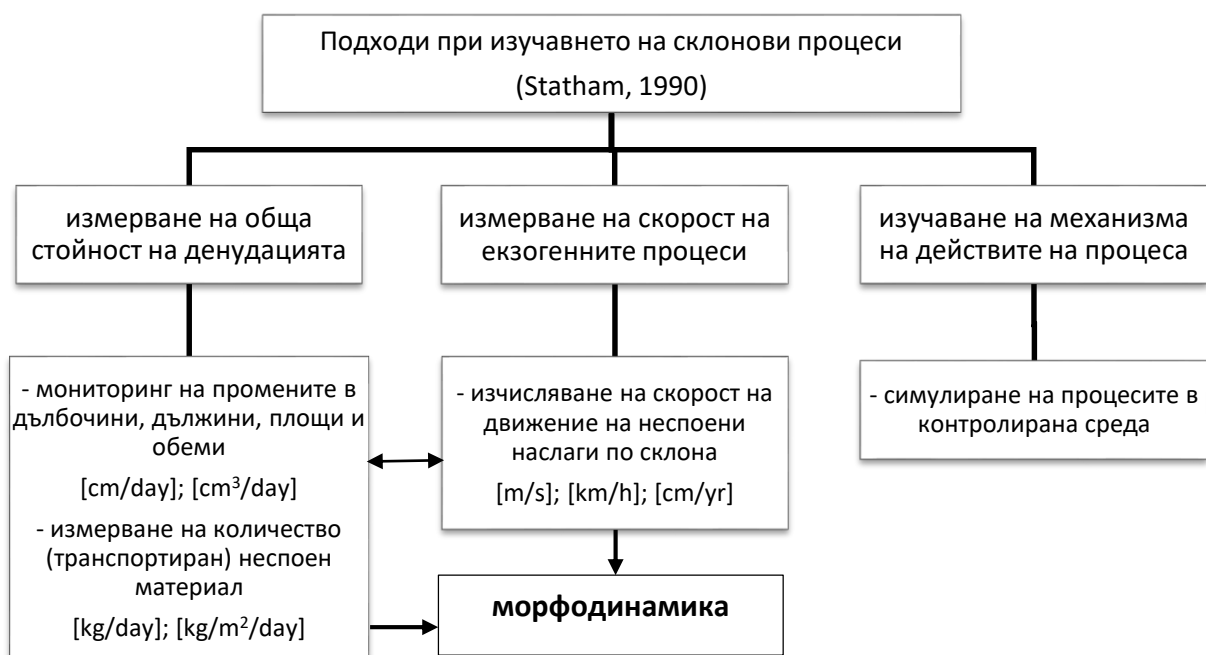 Подходи при изучавнето на склонови процеси
(Statham, 1990)
измерване на обща
стойност на денудацията
измерване на скорост на
екзогенните процеси
изучаване на механизма
на действите на процеса
- мониторинг на промените в
дълбочини, дължини, площи и
обеми
[cm/day]; [cm³/day]
- измерване на количество
(транспортиран) неспоен
материал
[kg/day]; [kg/m²/day]
- изчисляване на скорост на
движение на неспоени
наслаги по склона
[m/s]; [km/h]; [cm/yr]
- симулиране на процесите в
контролирана среда
морфодинамика